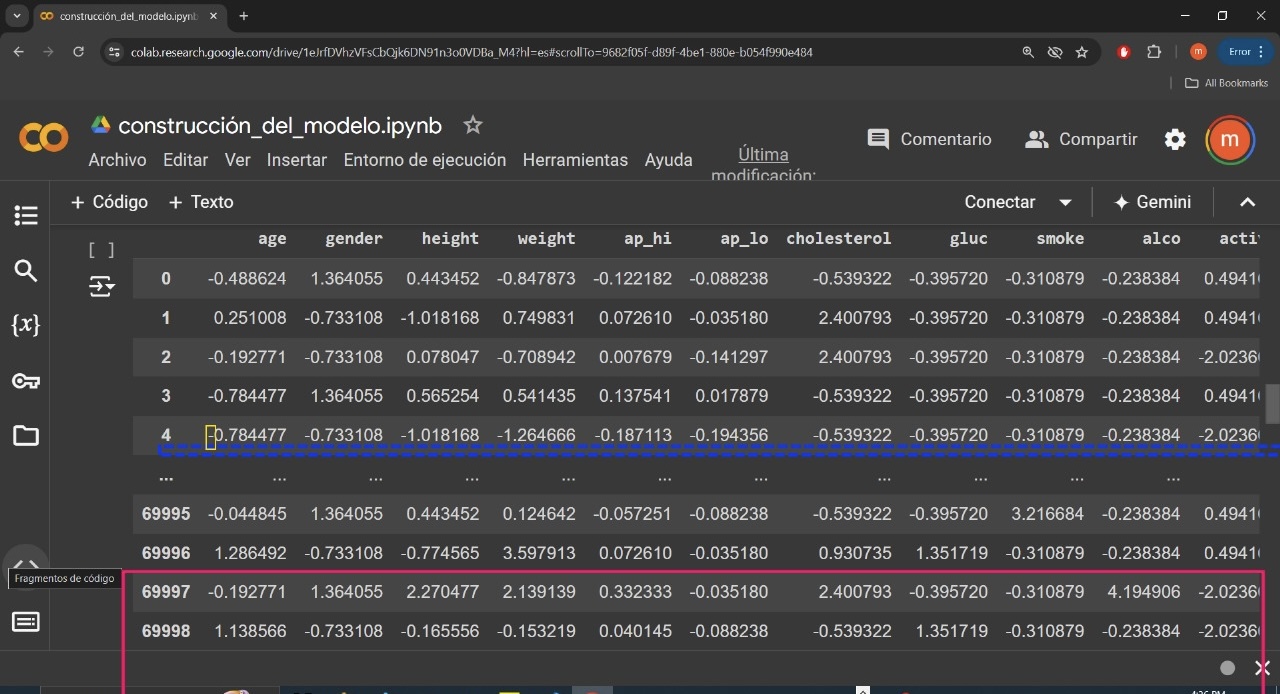 construcción_del_modelo.ipynb
colab.research.google.com/drive/1eJrfDVhzVFsCbQjk6DN91n3o0VDBa_M4?hl=es#scrollTo=9682f05f-d89f-4be1-880e-b054f990e484
m Error
All Bookmarks
construcción_del_modelo.ipynb
Comentario Compartir m
Archivo Editar Ver Insertar Entorno de ejecución Herramientas Ayuda Última modificación:
+ Código + Texto Conectar Gemini
[ ] age gender height weight ap_hi ap_lo cholesterol gluc smoke alco acti
0 -0.488624 1.364055 0.443452 -0.847873 -0.122182 -0.088238 -0.539322 -0.395720 -0.310879 -0.238384 0.4941
1 0.251008 -0.733108 -1.018168 0.749831 0.072610 -0.035180 2.400793 -0.395720 -0.310879 -0.238384 0.4941
{x}
2 -0.192771 -0.733108 0.078047 -0.708942 0.007679 -0.141297 2.400793 -0.395720 -0.310879 -0.238384 -2.0236
3 -0.784477 1.364055 0.565254 0.541435 0.137541 0.017879 -0.539322 -0.395720 -0.310879 -0.238384 0.4941
4 -0.784477 -0.733108 -1.018168 -1.264666 -0.187113 -0.194356 -0.539322 -0.395720 -0.310879 -0.238384 -2.0236
... ... ... ... ... ... ... ... ... ... ...
69995 -0.044845 1.364055 0.443452 0.124642 -0.057251 -0.088238 -0.539322 -0.395720 3.216684 -0.238384 0.4941
69996 1.286492 -0.733108 -0.774565 3.597913 0.072610 -0.035180 0.930735 1.351719 -0.310879 -0.238384 0.4941
Fragmentos de código
69997 -0.192771 1.364055 2.270477 2.139139 0.332333 -0.035180 2.400793 -0.395720 -0.310879 4.194906 -2.0236
69998 1.138566 -0.733108 -0.165556 -0.153219 0.040145 -0.088238 -0.539322 1.351719 -0.310879 -0.238384 -2.0236